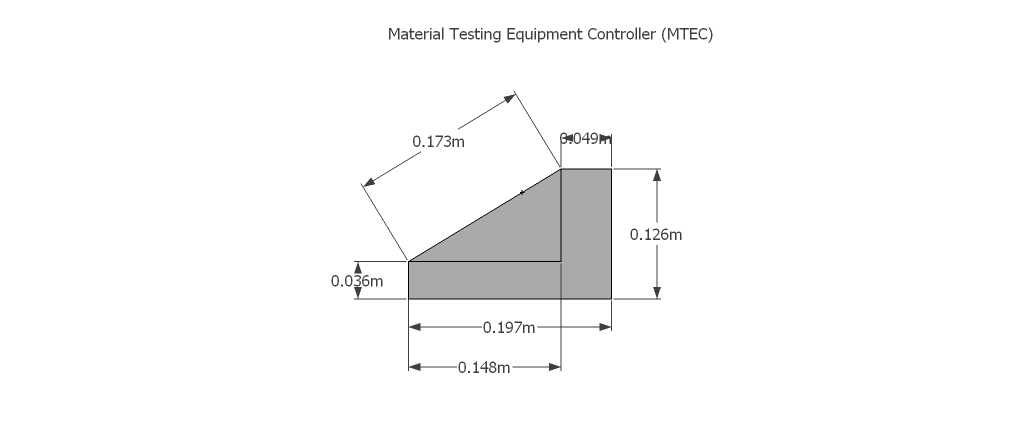 Material Testing Equipment Controller (MTEC)
0.173m
0.049m
0.126m
0.036m
0.197m
0.148m